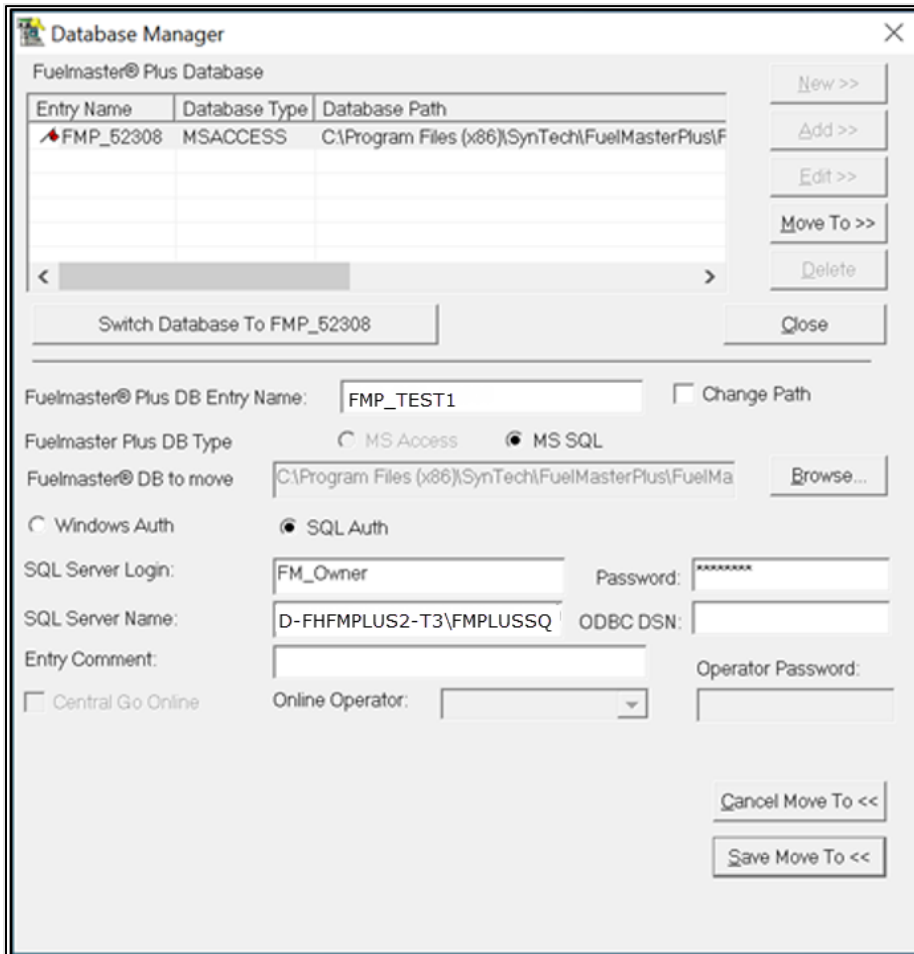 Database Manager
Fuelmaster® Plus Database
New >>
Entry Name Database Type Database Path
FMP_52308 MSACCESS C:\Program Files (x86)\SynTech\FuelMasterPlus\F
Add >>
Edit >>
Move To >>
Delete
Switch Database To FMP_52308
Close
Fuelmaster® Plus DB Entry Name: FMP_TEST1 Change Path
Fuelmaster Plus DB Type MS Access MS SQL
Fuelmaster® DB to move C:\Program Files (x86)\SynTech\FuelMasterPlus\FuelMa Browse...
Windows Auth SQL Auth
SQL Server Login: FM_Owner Password: ********
SQL Server Name: D-FHFMPLUS2-T3\FMPLUSSQ ODBC DSN:
Entry Comment:
Operator Password:
Central Go Online Online Operator:
Cancel Move To <<
Save Move To <<